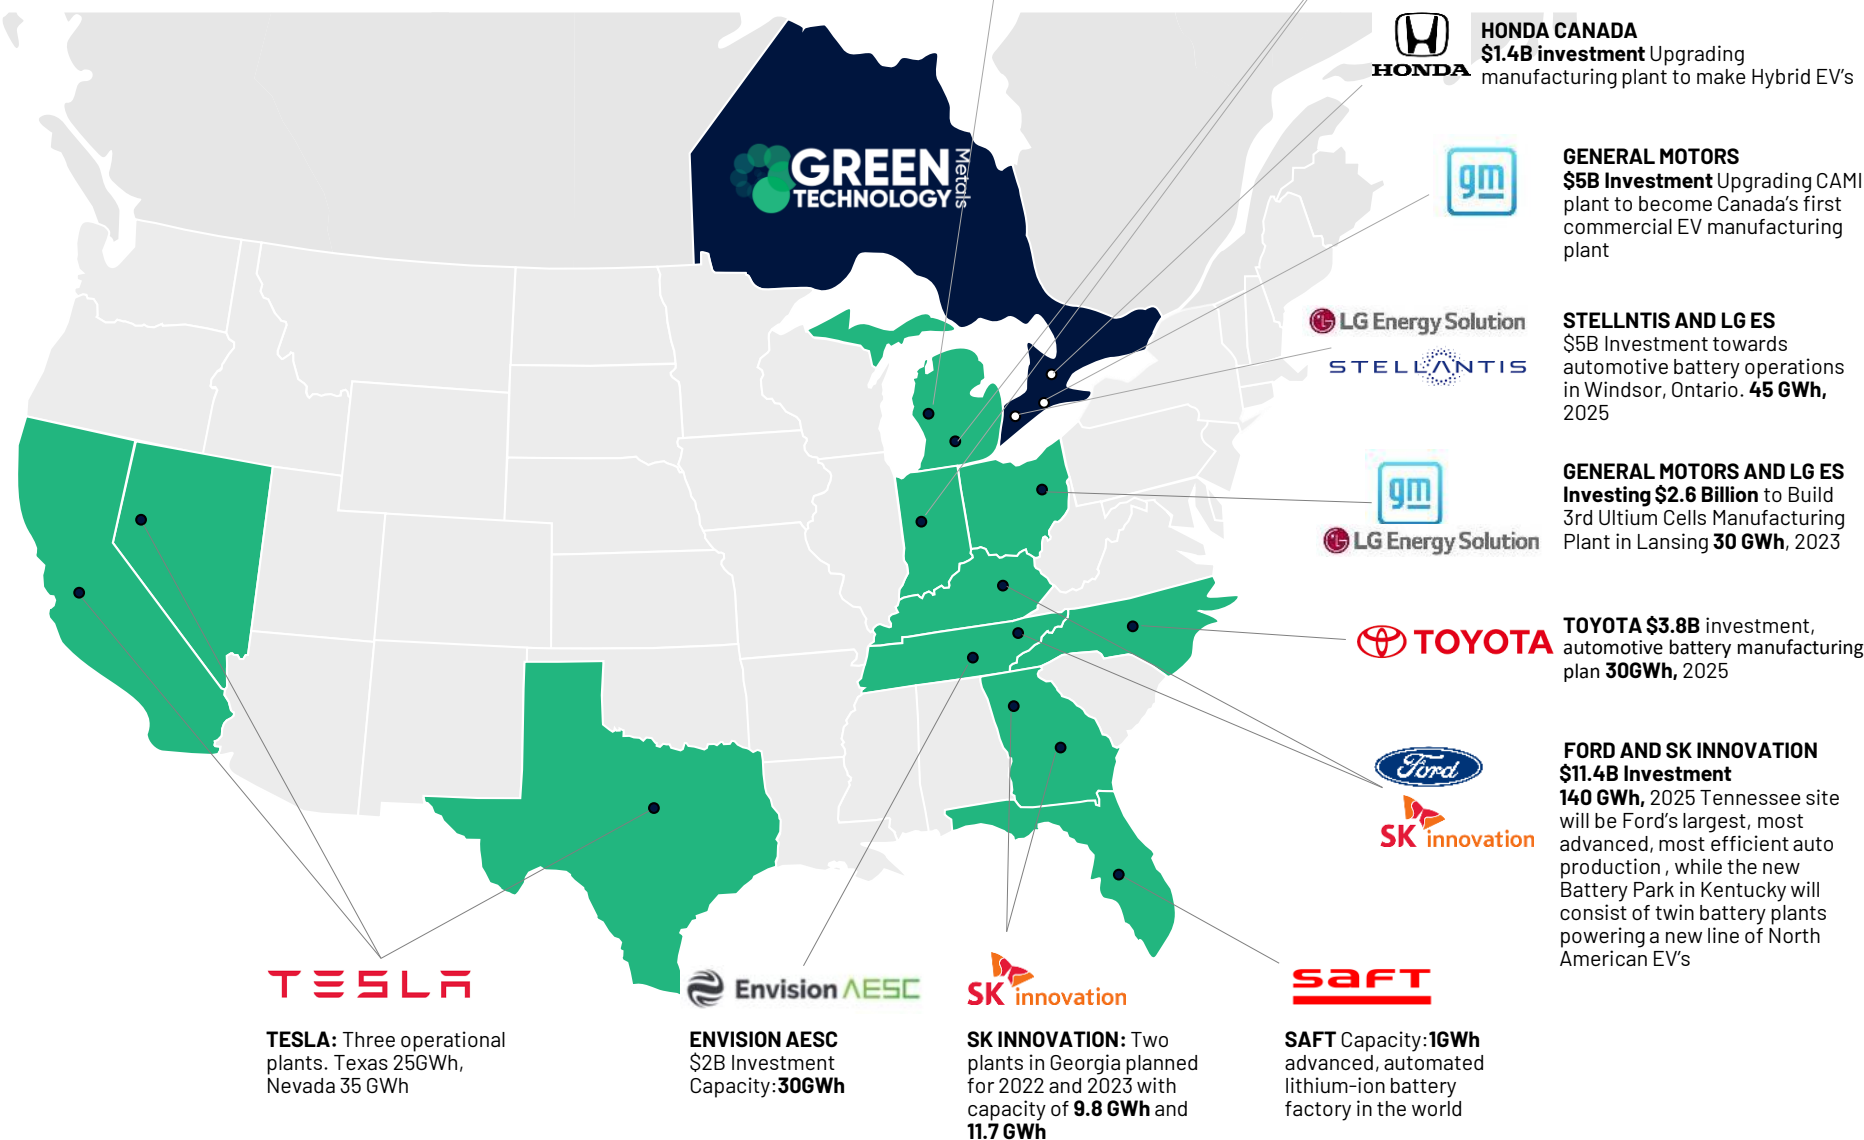 HONDA
HONDA CANADA
$1.4B investment Upgrading
manufacturing plant to make Hybrid EV's
GREEN
TECHNOLOGY
Metals
gm
GENERAL MOTORS
$5B Investment Upgrading CAMI
plant to become Canada's first
commercial EV manufacturing
plant
LG Energy Solution
STELLANTIS
STELLNTIS AND LG ES
$5B Investment towards
automotive battery operations
in Windsor, Ontario. 45 GWh,
2025
gm
LG Energy Solution
GENERAL MOTORS AND LG ES
Investing $2.6 Billion to Build
3rd Ultium Cells Manufacturing
Plant in Lansing 30 GWh, 2023
TOYOTA
TOYOTA $3.8B investment,
automotive battery manufacturing
plan 30GWh, 2025
Ford
SK innovation
FORD AND SK INNOVATION
$11.4B Investment
140 GWh, 2025 Tennessee site
will be Ford's largest, most
advanced, most efficient auto
production , while the new
Battery Park in Kentucky will
consist of twin battery plants
powering a new line of North
American EV's
TESLA
TESLA: Three operational
plants. Texas 25GWh,
Nevada 35 GWh
Envision AESC
ENVISION AESC
$2B Investment
Capacity:30GWh
SK innovation
SK INNOVATION: Two
plants in Georgia planned
for 2022 and 2023 with
capacity of 9.8 GWh and
11.7 GWh
saft
SAFT Capacity:1GWh
advanced, automated
lithium-ion battery
factory in the world